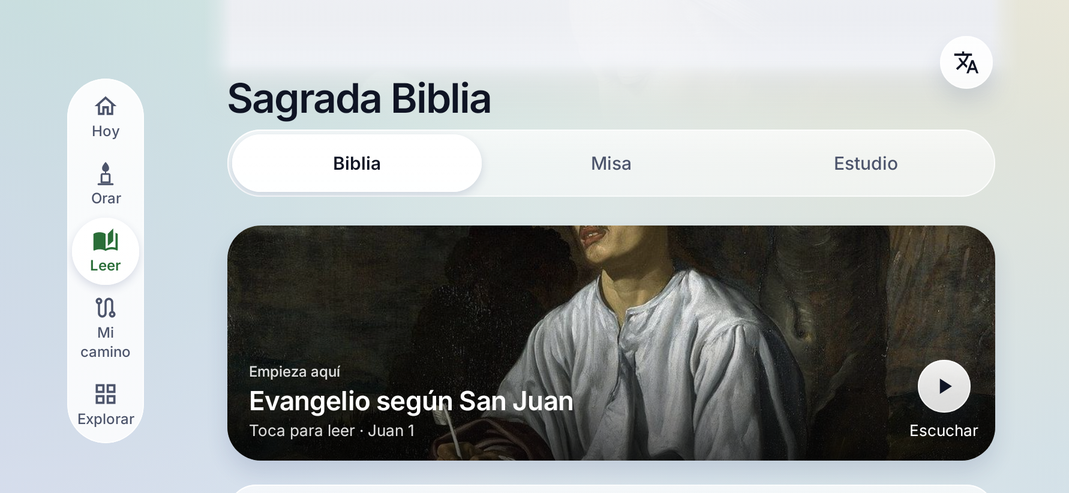 Sagrada Biblia
Hoy
Orar
Leer
Mi
camino
Explorar
Biblia
Misa
Estudio
Empieza aquí
Evangelio según San Juan
Toca para leer · Juan 1
Escuchar